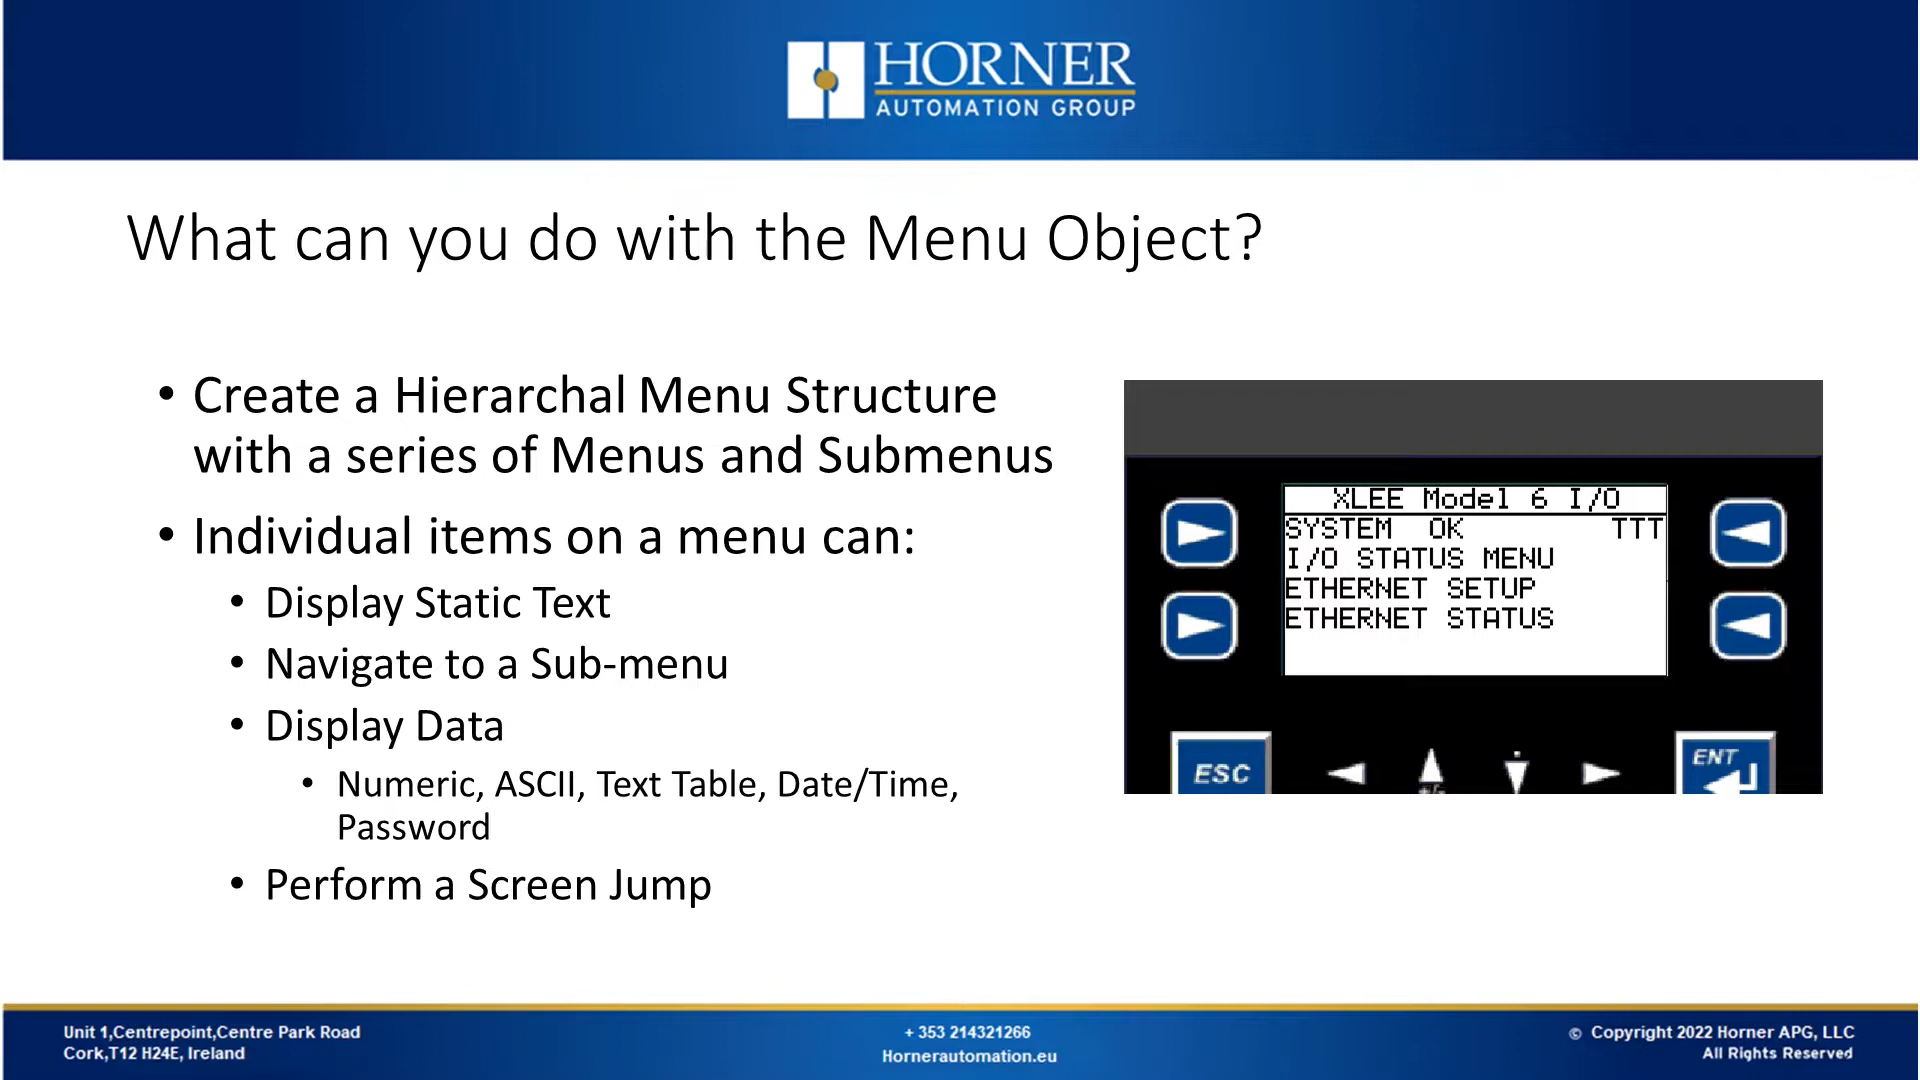 HORNER
AUTOMATION GROUP
What can you do with the Menu Object?
• Create a Hierarchal Menu Structure
with a series of Menus and Submenus
• Individual items on a menu can:
• Display Static Text
• Navigate to a Sub-menu
• Display Data
• Numeric, ASCII, Text Table, Date/Time,
Password
• Perform a Screen Jump
XLEE Model 6 I/O
SYSTEM OK TTT
I/O STATUS MENU
ETHERNET SETUP
ETHERNET STATUS
ESC
+/-
.
ENT
Unit 1,Centrepoint,Centre Park Road
Cork,T12 H24E, Ireland
+ 353 214321266
Hornerautomation.eu
© Copyright 2022 Horner APG, LLC
All Rights Reserved